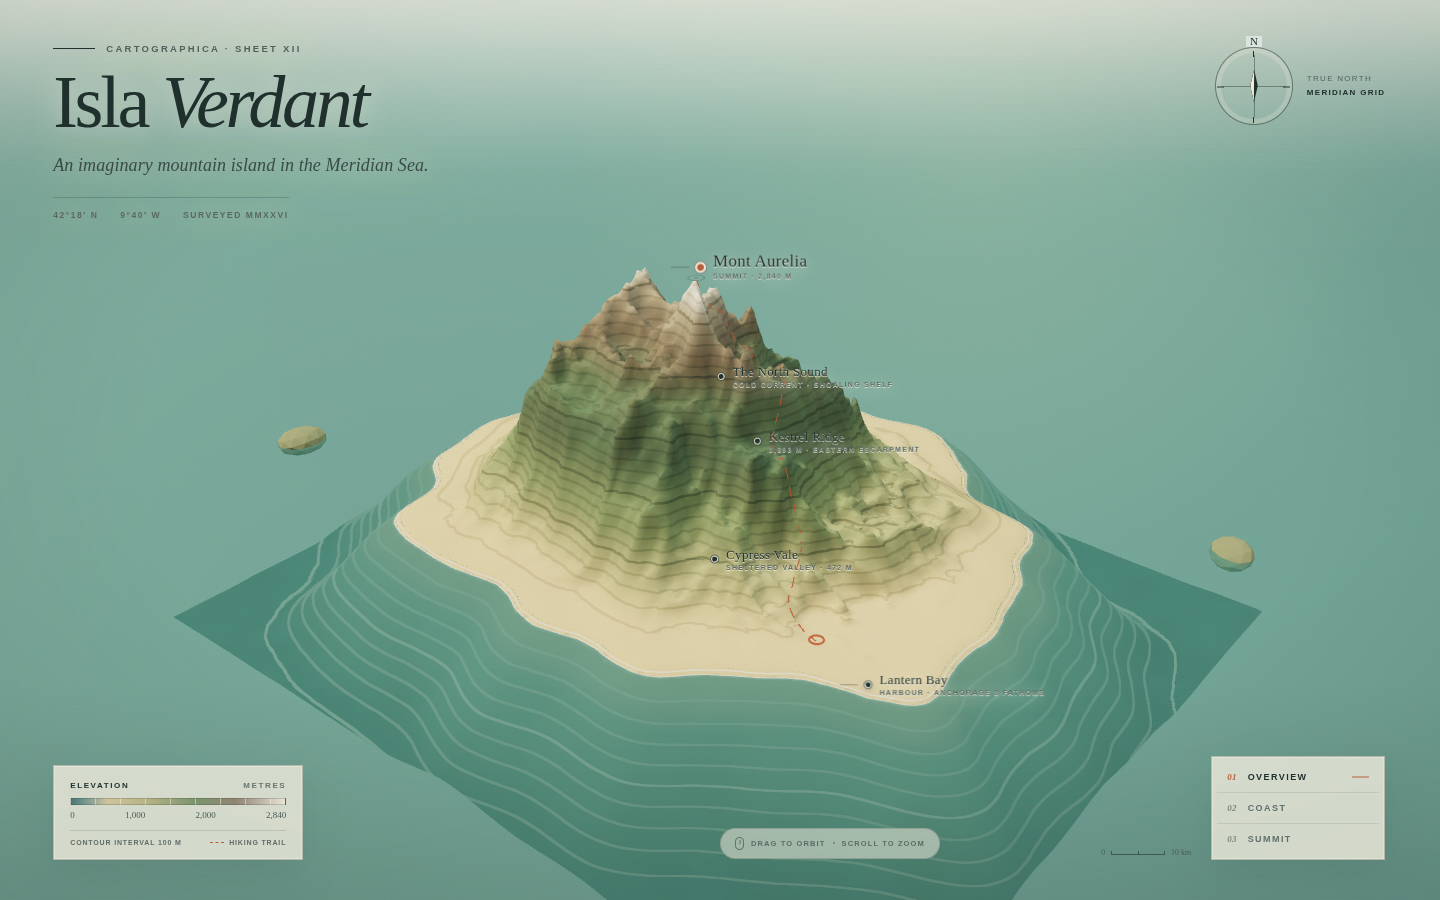 CARTOGRAPHICA · SHEET XII
Isla Verdant
An imaginary mountain island in the Meridian Sea.
42°18′ N 9°40′ W SURVEYED MMXXVI
N
TRUE NORTH
MERIDIAN GRID
Mont Aurelia
SUMMIT · 2,840 M
The North Sound
COLD CURRENT · SHOALING SHELF
Kestrel Ridge
M · EASTERN ESCARPMENT
Cypress Vale
SHELTERED VALLEY · 472 M
Lantern Bay
HARBOUR · ANCHORAGE FATHOMS
ELEVATION METRES
0 1,000 2,000 2,840
CONTOUR INTERVAL 100 M HIKING TRAIL
DRAG TO ORBIT · SCROLL TO ZOOM
0 10 km
01 OVERVIEW
02 COAST
03 SUMMIT